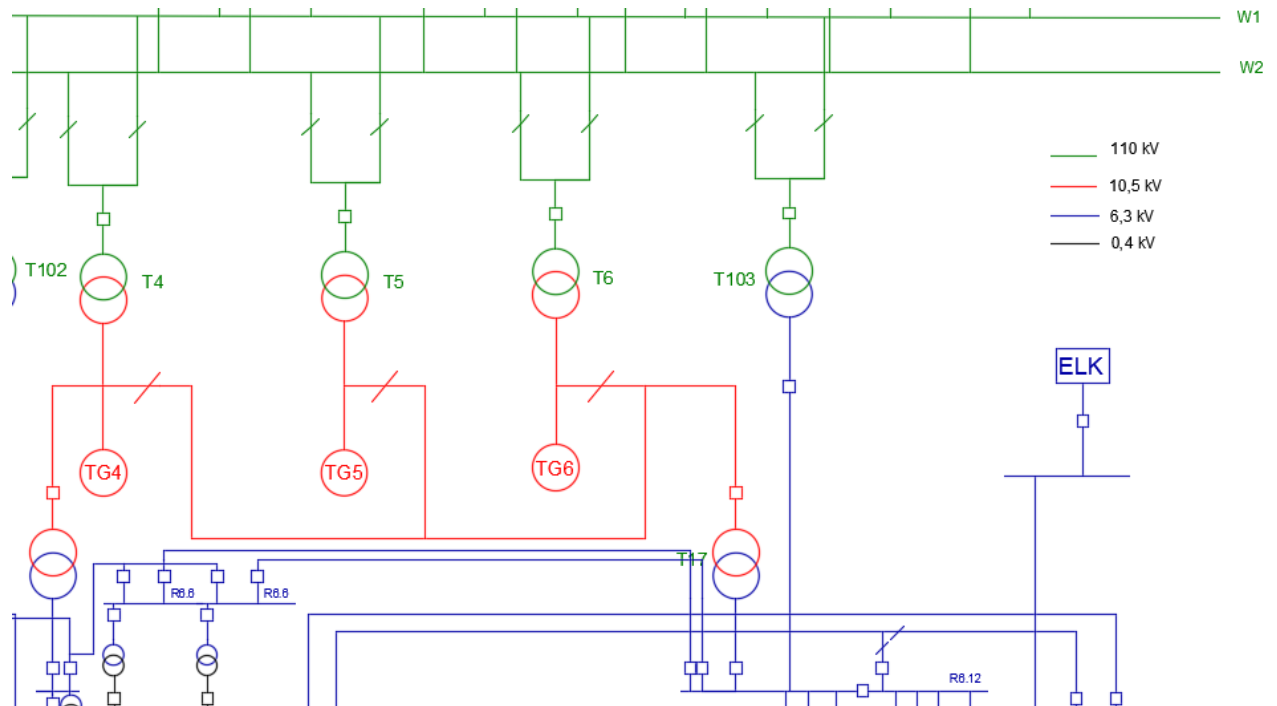 W1
W2
110 kV
10,5 kV
6,3 kV
0,4 kV
T102
T4
T5
T6
T103
ELK
TG4
TG5
TG6
T17
R6.6
R6.6
R6.12